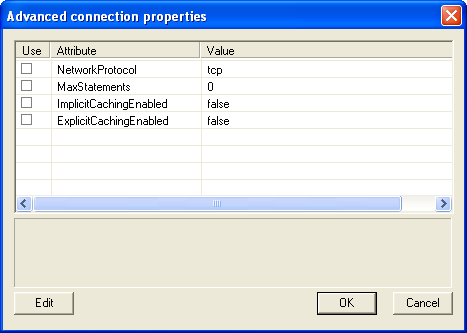 Advanced connection properties
Use Attribute Value
NetworkProtocol tcp
MaxStatements 0
ImplicitCachingEnabled false
ExplicitCachingEnabled false
Edit OK Cancel